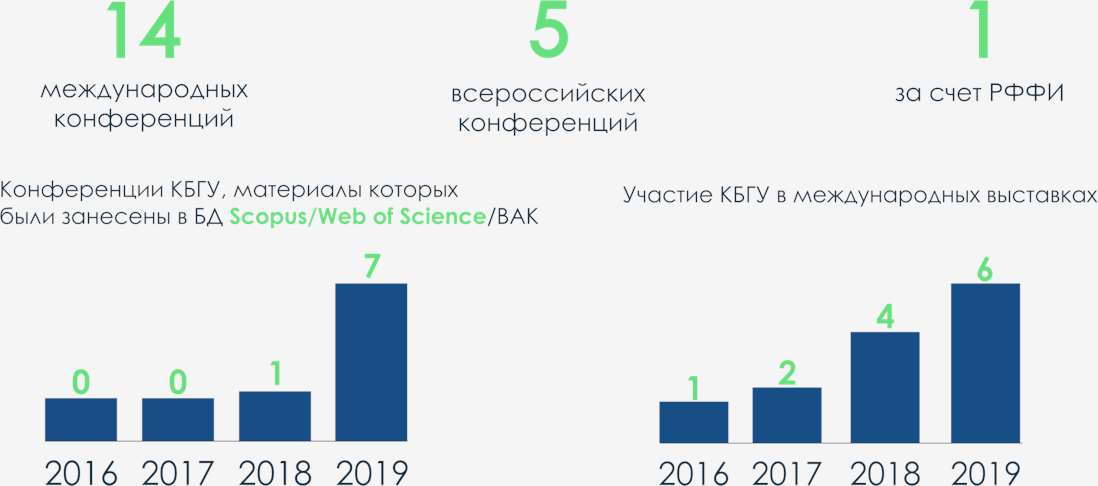 14
международных
конференций
5
всероссийских
конференций
1
за счет РФФИ
Конференции КБГУ, материалы которых
были занесены в БД Scopus/Web of Science/ВАК
0
0
1
7
2016
2017
2018
2019
Участие КБГУ в международных выставках
1
2
4
6
2016
2017
2018
2019